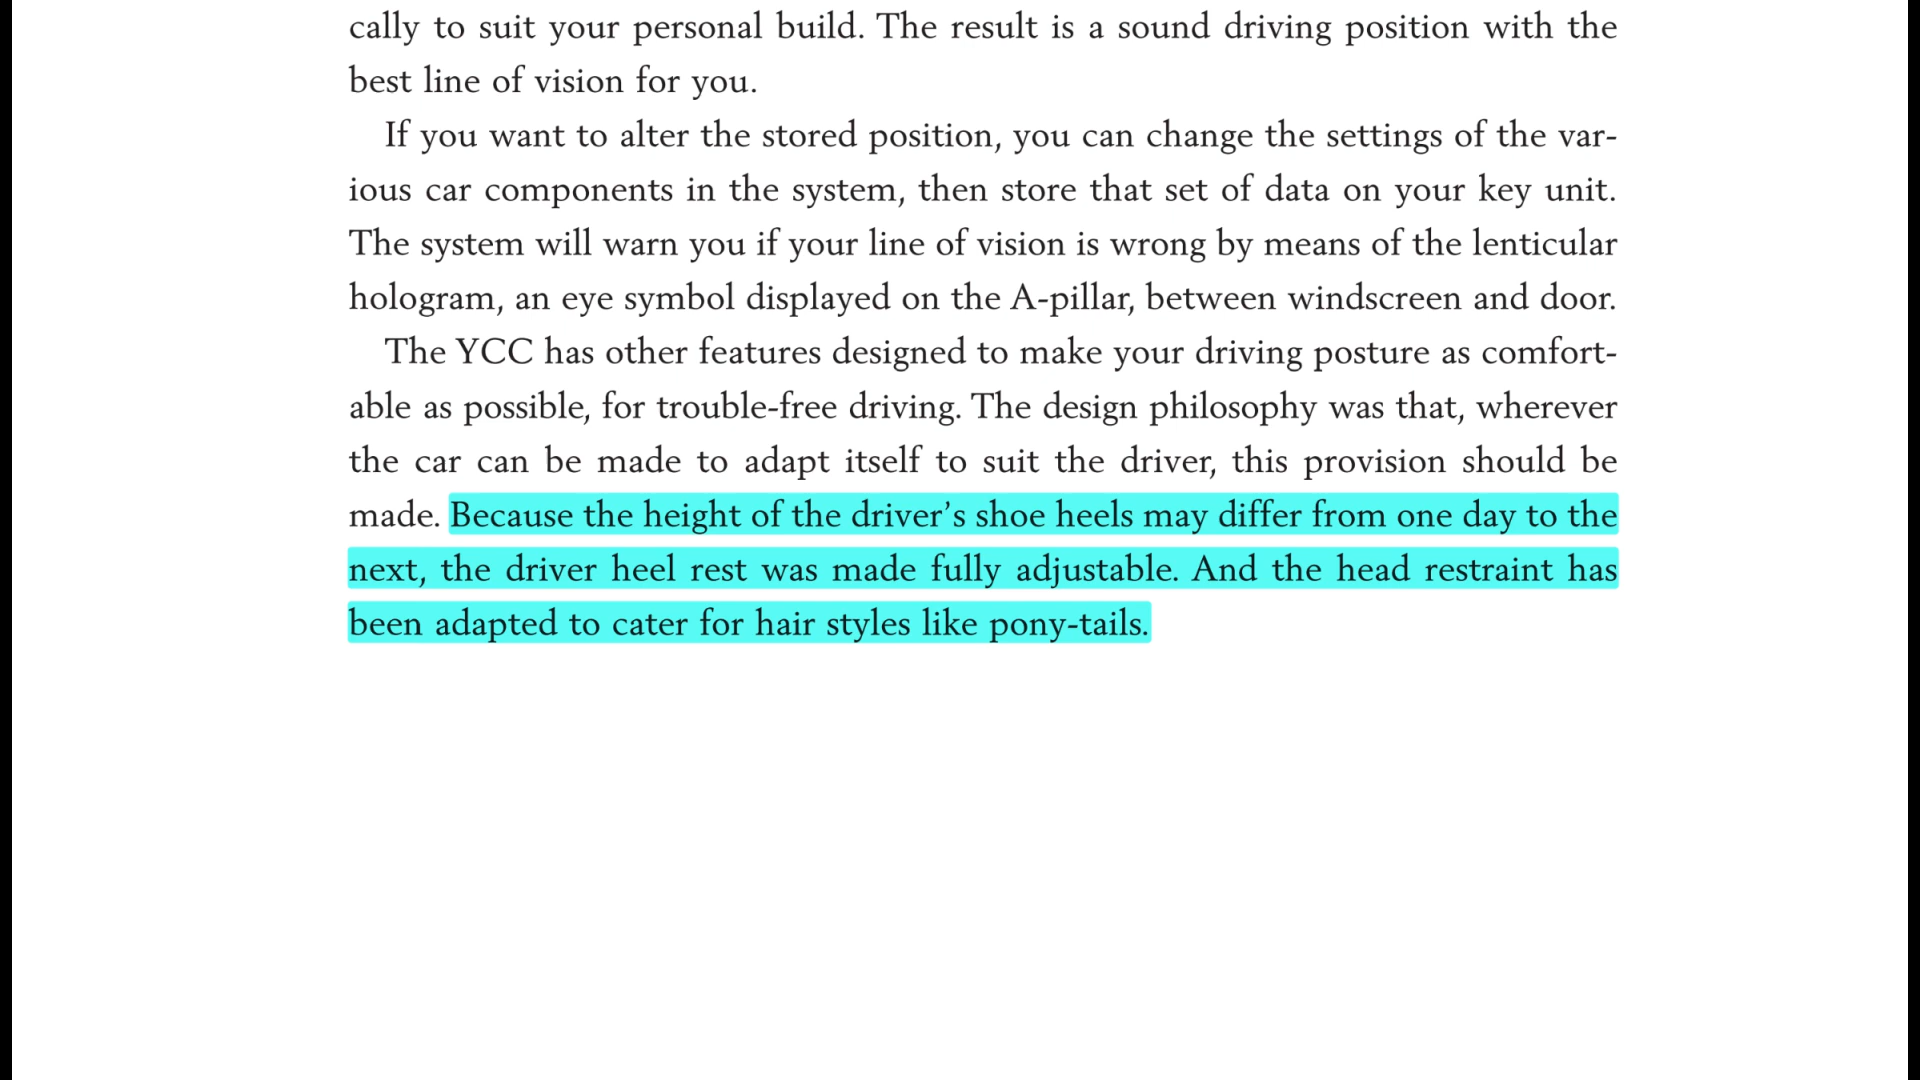 cally to suit your personal build. The result is a sound driving position with the
best line of vision for you.
If you want to alter the stored position, you can change the settings of the var-
ious car components in the system, then store that set of data on your key unit.
The system will warn you if your line of vision is wrong by means of the lenticular
hologram, an eye symbol displayed on the A-pillar, between windscreen and door.
The YCC has other features designed to make your driving posture as comfort-
able as possible, for trouble-free driving. The design philosophy was that, wherever
the car can be made to adapt itself to suit the driver, this provision should be
made. Because the height of the driver’s shoe heels may differ from one day to the
next, the driver heel rest was made fully adjustable. And the head restraint has
been adapted to cater for hair styles like pony-tails.